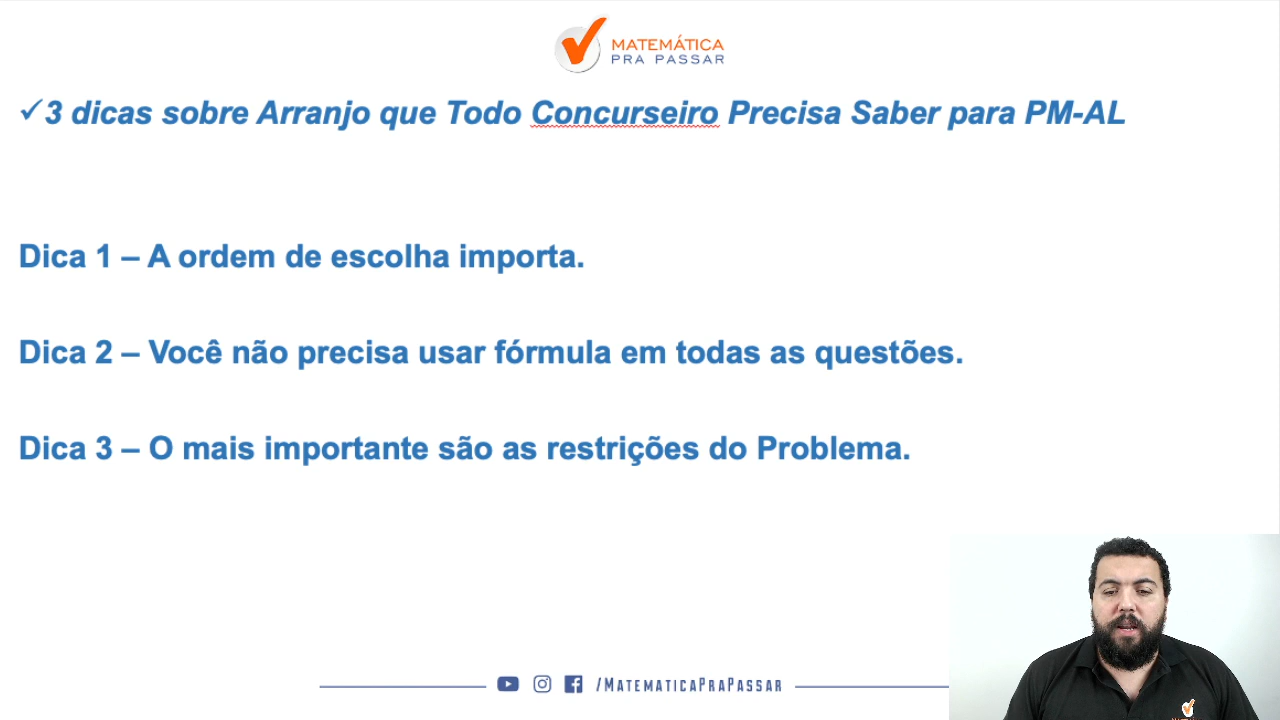 MATEMÁTICA
PRA PASSAR
✓3 dicas sobre Arranjo que Todo Concurseiro Precisa Saber para PM-AL
Dica 1 – A ordem de escolha importa.
Dica 2 – Você não precisa usar fórmula em todas as questões.
Dica 3 – O mais importante são as restrições do Problema.
/MATEMATICAPRAPASSAR